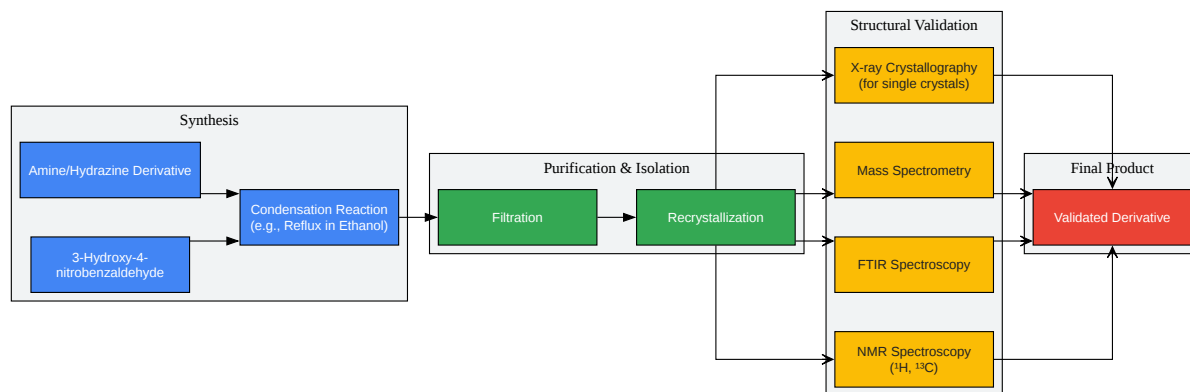 Synthesis
Amine/Hydrazine Derivative
3-Hydroxy-4-
nitrobenzaldehyde
Condensation Reaction
(e.g., Reflux in Ethanol)
Purification & Isolation
Filtration
Recrystallization
Structural Validation
X-ray Crystallography
(for single crystals)
Mass Spectrometry
FTIR Spectroscopy
NMR Spectroscopy
(¹H, ¹³C)
Final Product
Validated Derivative